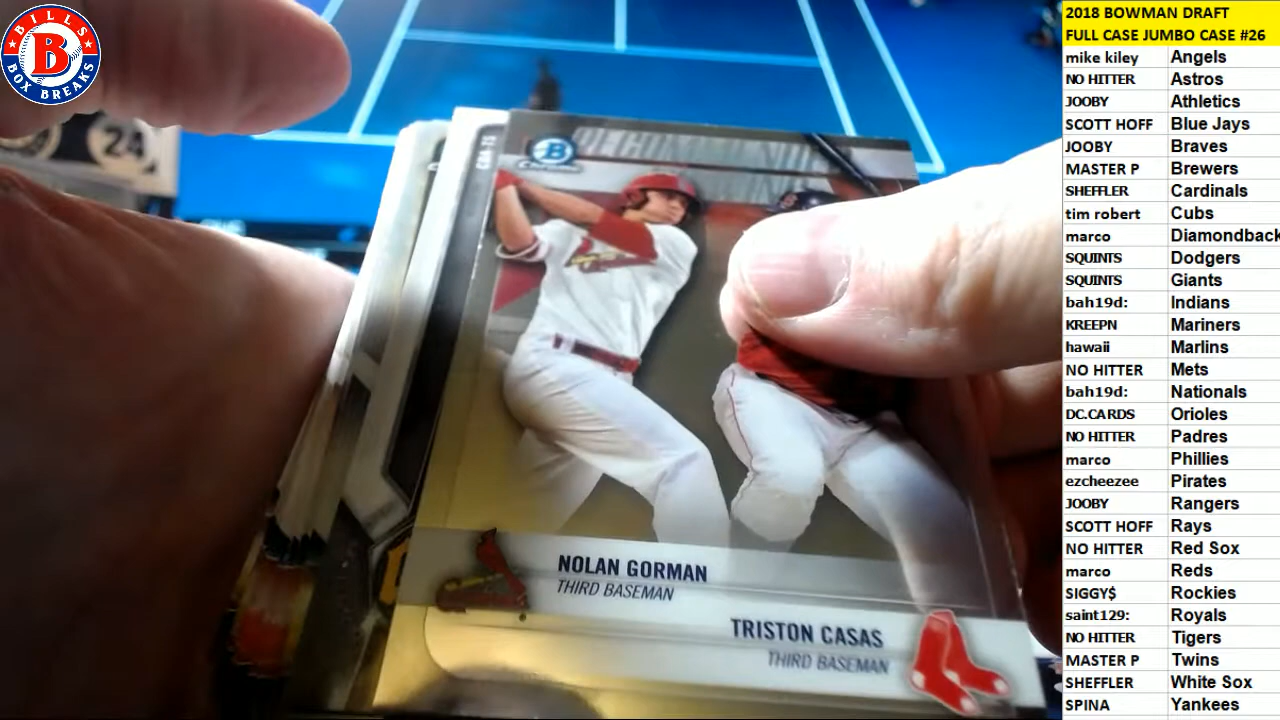 BILLS
B
BOX BREAKS
24
B
NOLAN GORMAN
THIRD BASEMAN
TRISTON CASAS
THIRD BASEMAN
2018 BOWMAN DRAFT
FULL CASE JUMBO CASE #26
mike kiley Angels
NO HITTER Astros
JOOBY Athletics
SCOTT HOFF Blue Jays
JOOBY Braves
MASTER P Brewers
SHEFFLER Cardinals
tim robert Cubs
marco Diamondback
SQUINTS Dodgers
SQUINTS Giants
bah19d: Indians
KREEPN Mariners
hawaii Marlins
NO HITTER Mets
bah19d: Nationals
DC.CARDS Orioles
NO HITTER Padres
marco Phillies
ezcheezee Pirates
JOOBY Rangers
SCOTT HOFF Rays
NO HITTER Red Sox
marco Reds
SIGGY$ Rockies
saint129: Royals
NO HITTER Tigers
MASTER P Twins
SHEFFLER White Sox
SPINA Yankees